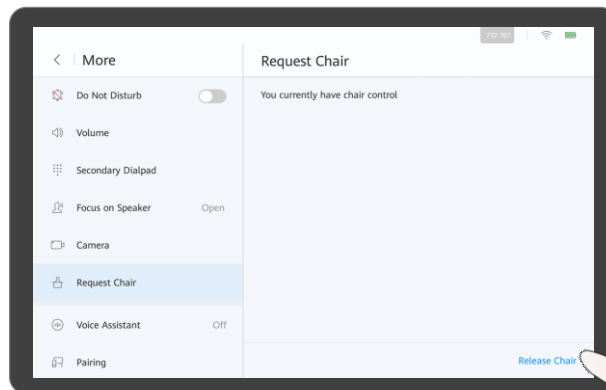 732 767
More
Request Chair
Do Not Disturb
You currently have chair control
Volume
Secondary Dialpad
Focus on Speaker Open
Camera
Request Chair
Voice Assistant Off
Pairing
Release Chair